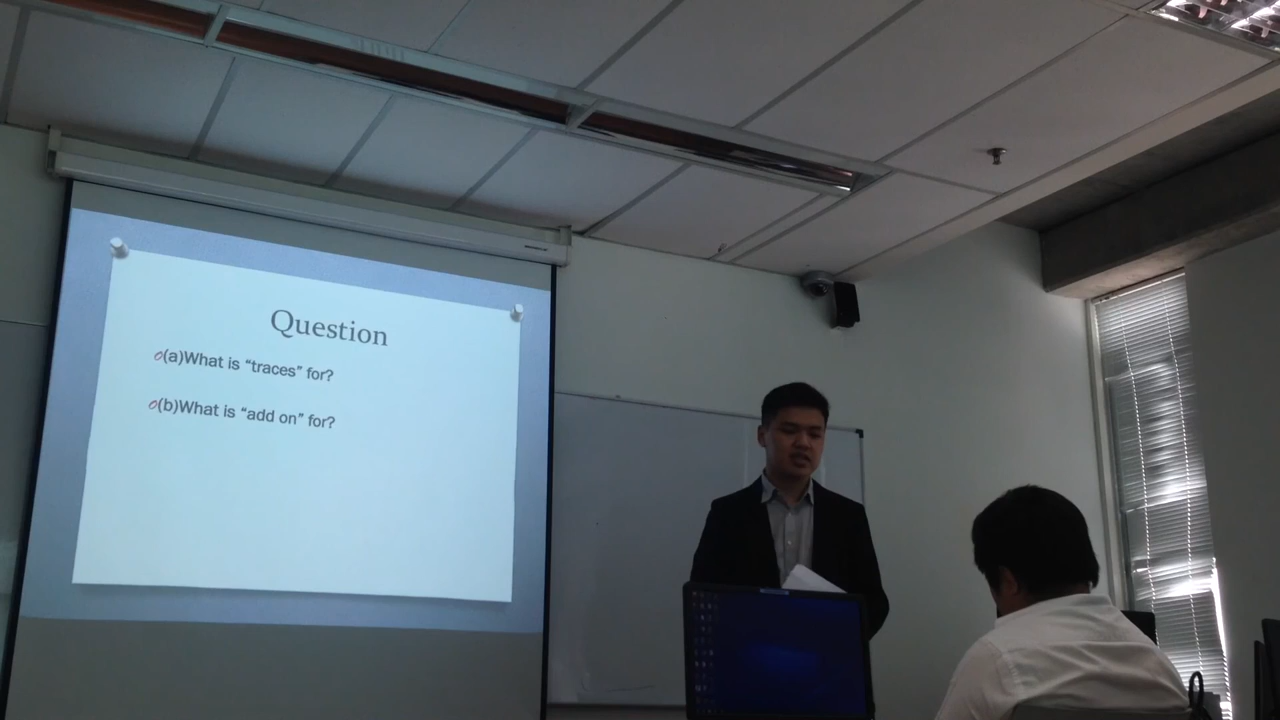 Question
(a)What is “traces” for?
(b)What is “add on” for?